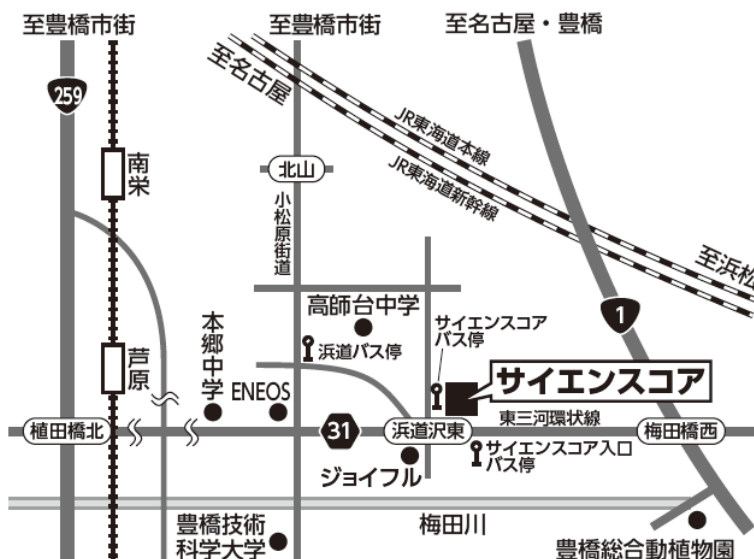 至豊橋市街
至豊橋市街
至名古屋・豊橋
259
至名古屋
JR東海道本線
JR東海道新幹線
南栄
北山
小松原街道
至浜松
1
高師台中学
サイエンスコア
バス停
浜道バス停
本郷中学
芦原
ENEOS
サイエンスコア
東三河環状線
植田橋北
31
浜道沢東
梅田橋西
サイエンスコア入口
バス停
ジョイフル
豊橋技術
科学大学
梅田川
豊橋総合動植物園